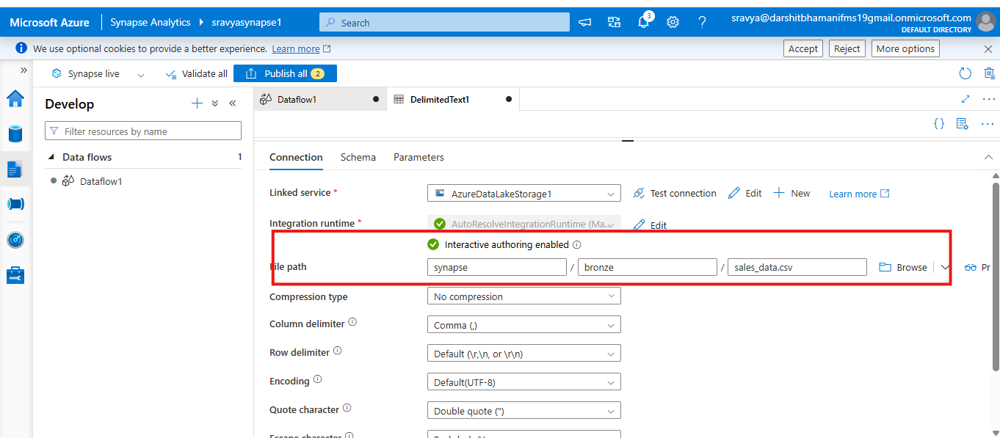 Microsoft Azure Synapse Analytics sravyasynapse1 Search 3 sravya@darshitbhamanifms19gmail.onmicrosoft.com
DEFAULT DIRECTORY
We use optional cookies to provide a better experience. Learn more Accept Reject More options
» Synapse live Validate all Publish all 2
Develop
Dataflow1 DelimitedText1
Filter resources by name
{}
Data flows 1
Connection Schema Parameters
Dataflow1
Linked service * AzureDataLakeStorage1 Test connection Edit New Learn more
Integration runtime * AutoResolveIntegrationRuntime (Ma... Edit
Interactive authoring enabled
File path synapse / bronze / sales_data.csv Browse Pr
Compression type No compression
Column delimiter Comma (,)
Row delimiter Default (\r,\n, or \r\n)
Encoding Default(UTF-8)
Quote character Double quote (")
Escape character